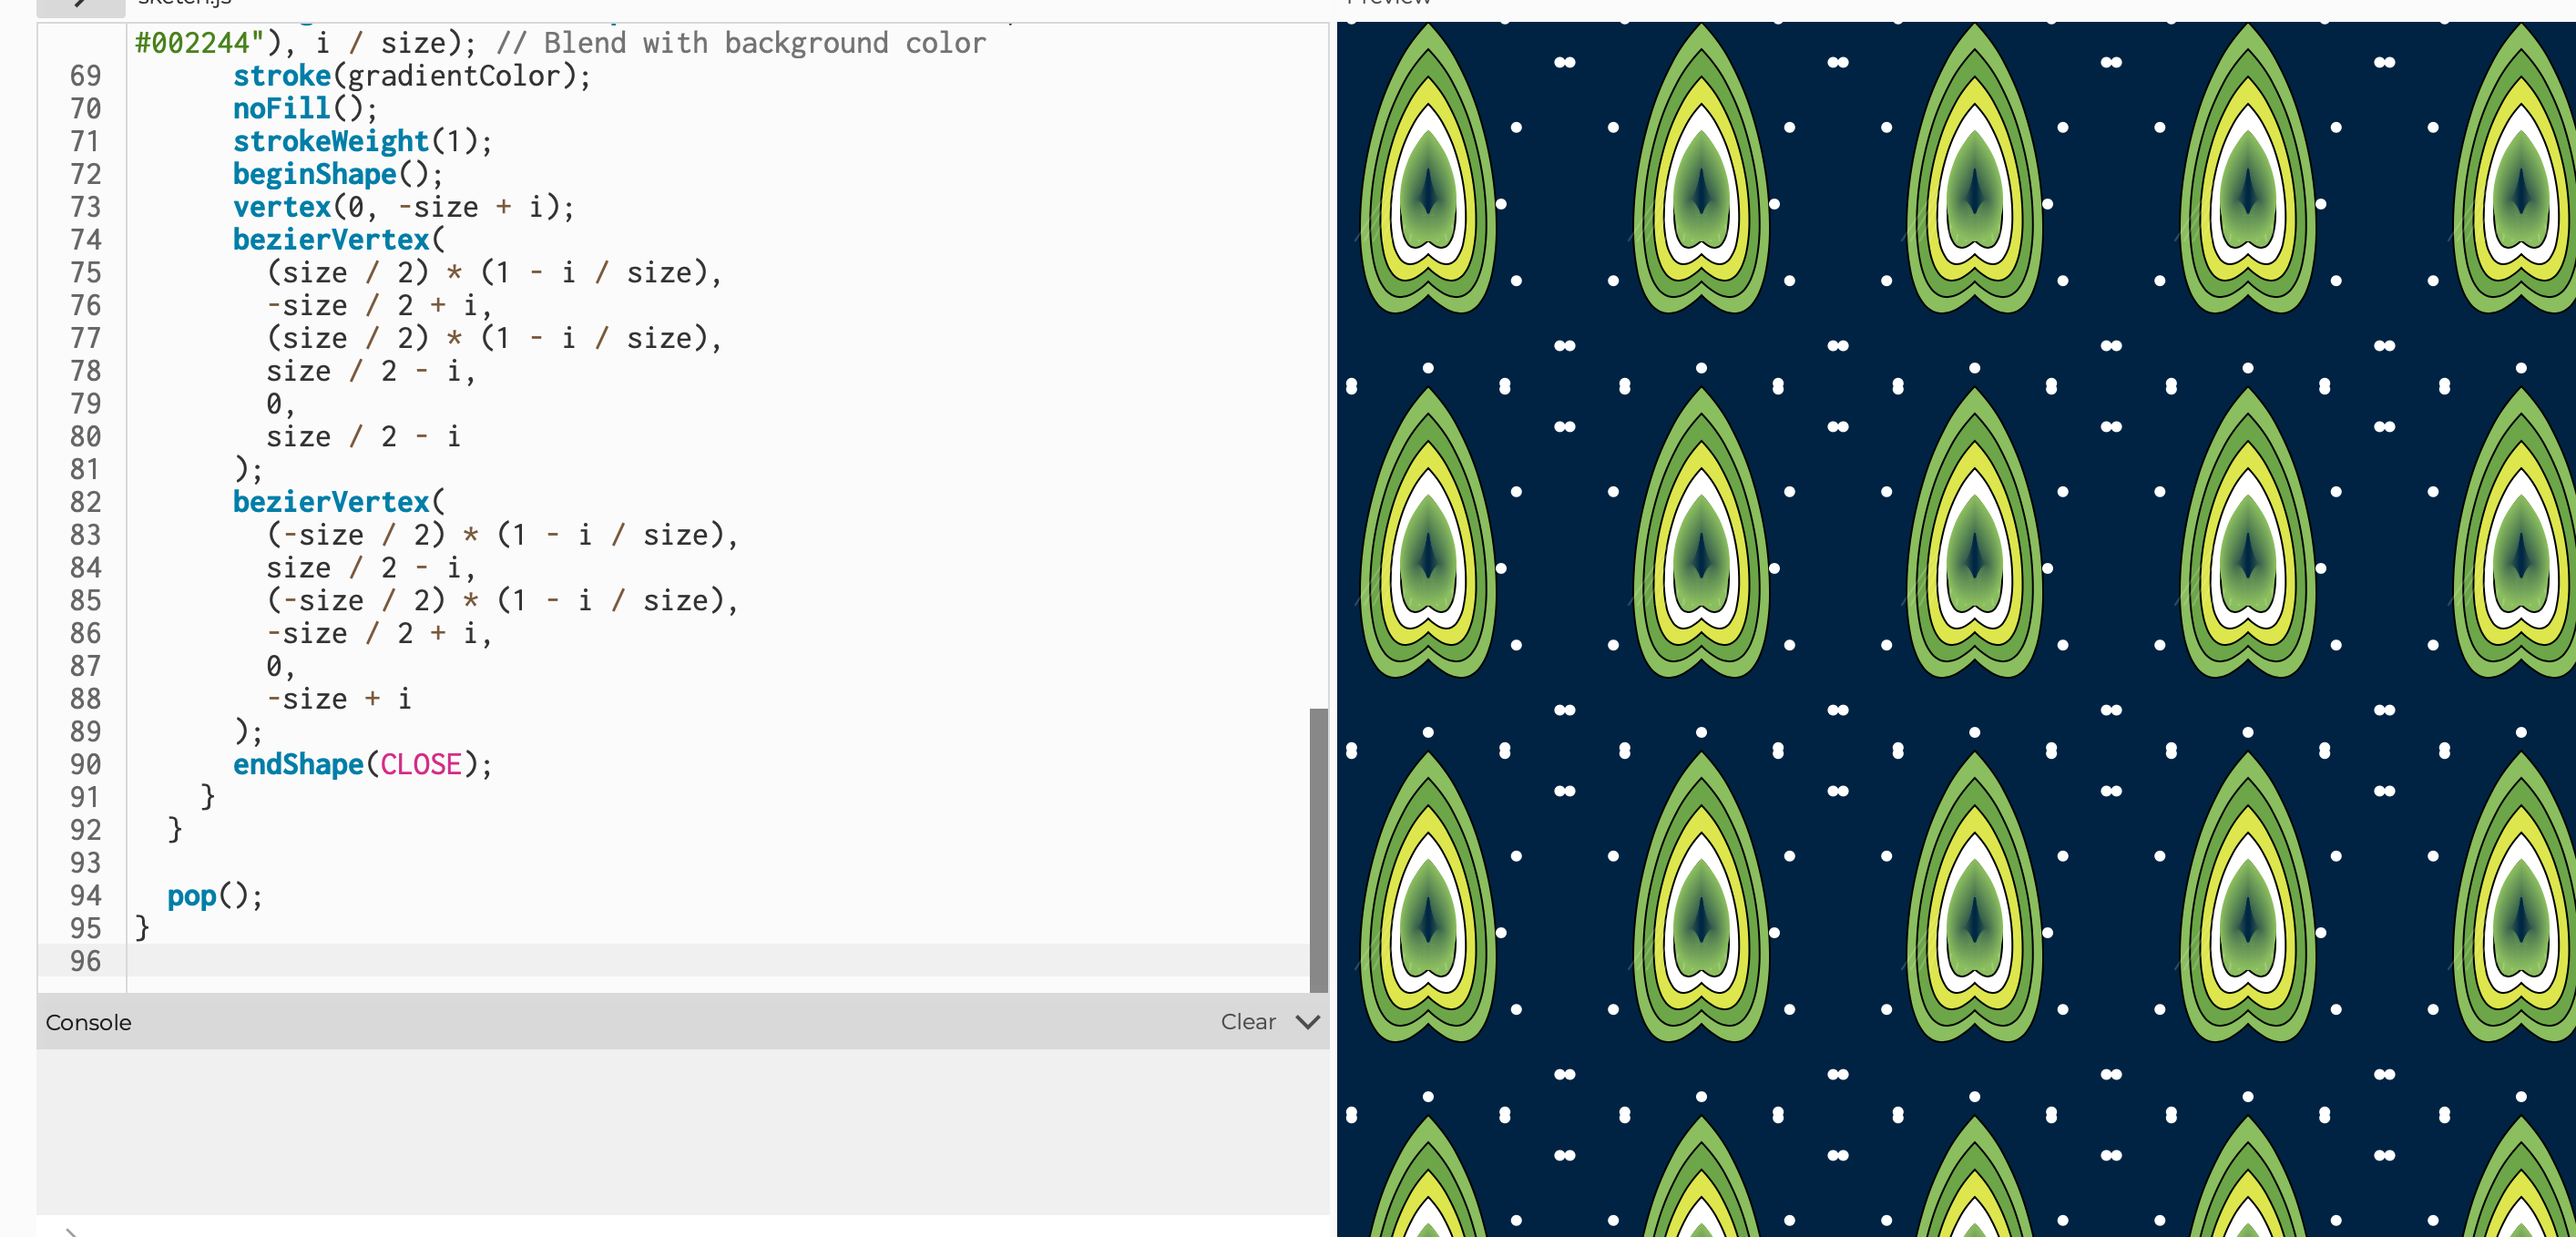 sketch.js
Preview
#002244"), i / size); // Blend with background color
69 stroke(gradientColor);
70 noFill();
71 strokeWeight(1);
72 beginShape();
73 vertex(0, -size + i);
74 bezierVertex(
75 (size / 2) * (1 - i / size),
76 -size / 2 + i,
77 (size / 2) * (1 - i / size),
78 size / 2 - i,
79 0,
80 size / 2 - i
81 );
82 bezierVertex(
83 (-size / 2) * (1 - i / size),
84 size / 2 - i,
85 (-size / 2) * (1 - i / size),
86 -size / 2 + i,
87 0,
88 -size + i
89 );
90 endShape(CLOSE);
91 }
92 }
93
94 pop();
95 }
96
Console
Clear